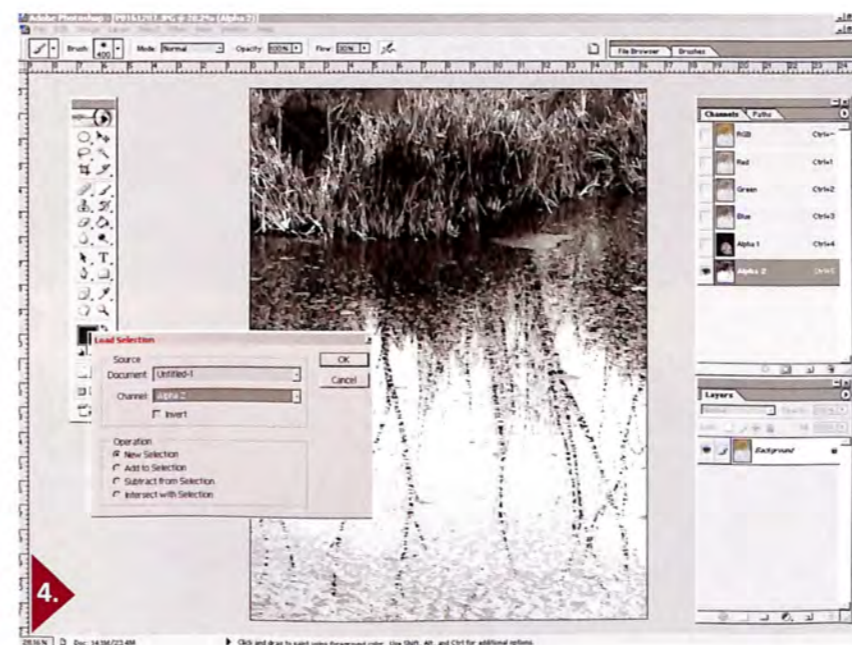 Adobe Photoshop
Brush: 400 Mode: Normal Opacity: 100% Flow: 30%
File Browser Brushes
Channels Paths
RGB Ctrl+~
Red Ctrl+1
Green Ctrl+2
Blue Ctrl+3
Alpha 1 Ctrl+4
Alpha 2
Load Selection
Source
Document Untitled-1
Channel: Alpha 2
Invert
OK
Cancel
Operation
New Selection
Add to Selection
Subtract from Selection
Intersect with Selection
Layers
Background
4.
Click and drag to paint using foreground color. Use Shift, Alt, and Ctrl for additional options.